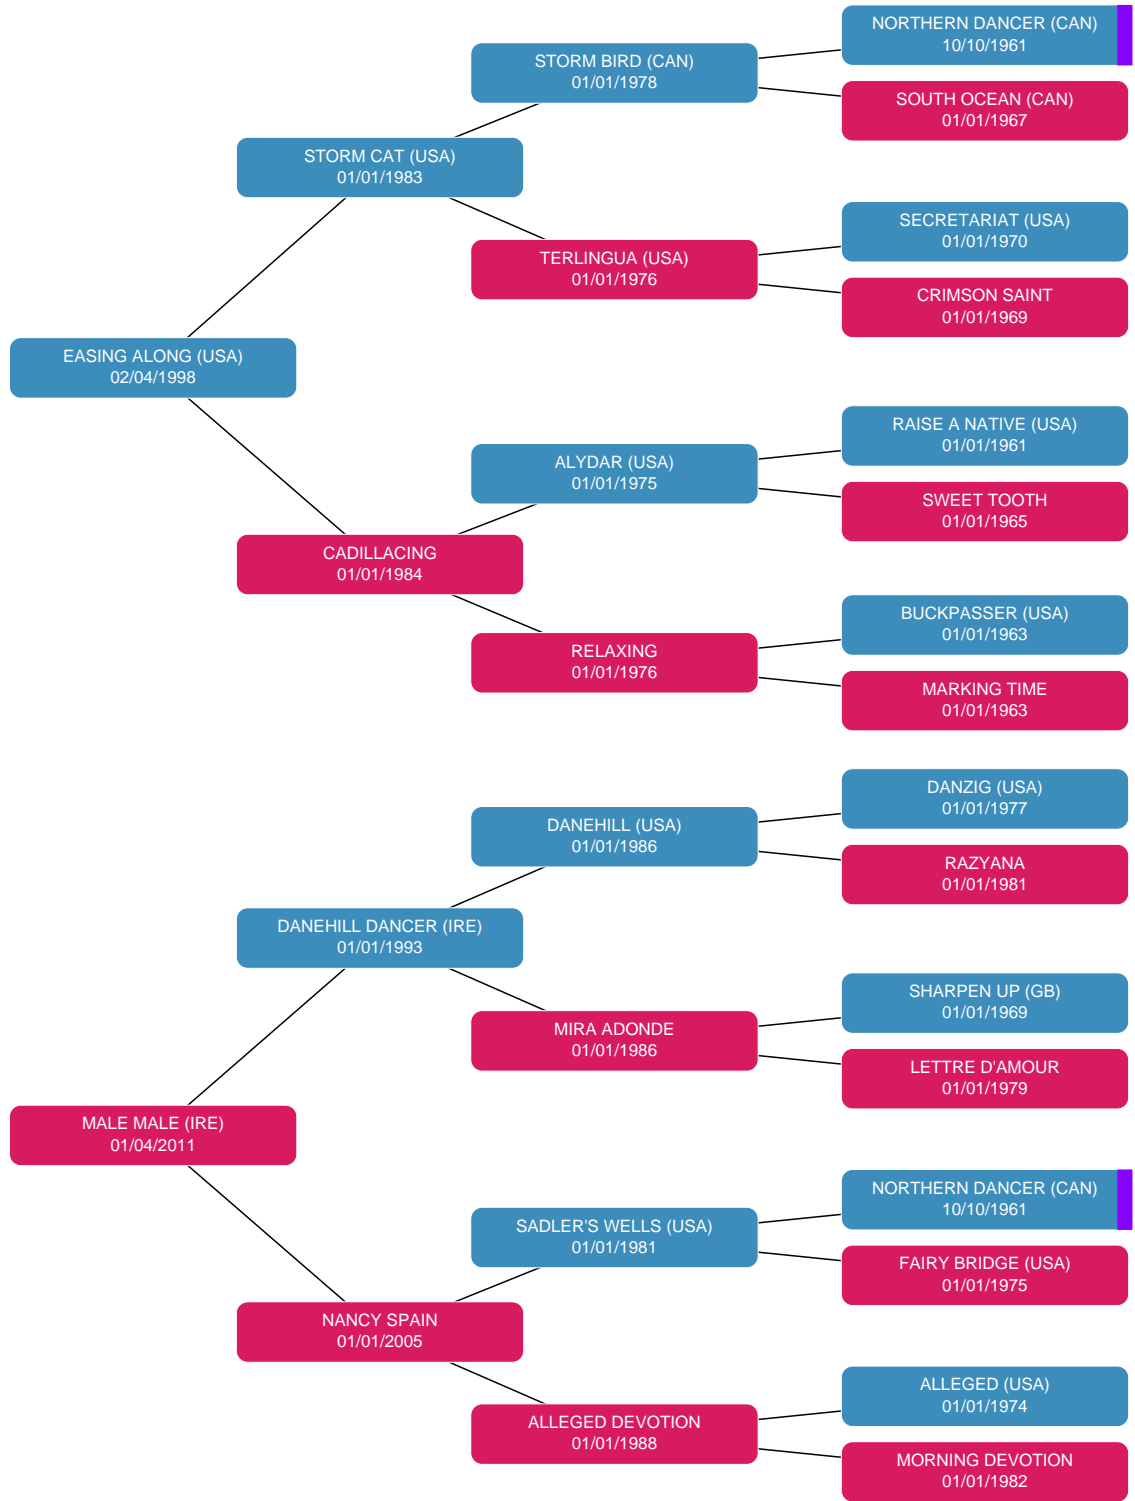 NORTHERN DANCER (CAN)
10/10/1961
STORM BIRD (CAN)
01/01/1978
SOUTH OCEAN (CAN)
01/01/1967
STORM CAT (USA)
01/01/1983
SECRETARIAT (USA)
01/01/1970
TERLINGUA (USA)
01/01/1976
CRIMSON SAINT
01/01/1969
EASING ALONG (USA)
02/04/1998
RAISE A NATIVE (USA)
01/01/1961
ALYDAR (USA)
01/01/1975
SWEET TOOTH
01/01/1965
CADILLACING
01/01/1984
BUCKPASSER (USA)
01/01/1963
RELAXING
01/01/1976
MARKING TIME
01/01/1963
DANZIG (USA)
01/01/1977
DANEHILL (USA)
01/01/1986
RAZYANA
01/01/1981
DANEHILL DANCER (IRE)
01/01/1993
SHARPEN UP (GB)
01/01/1969
MIRA ADONDE
01/01/1986
LETTRE D'AMOUR
01/01/1979
MALE MALE (IRE)
01/04/2011
NORTHERN DANCER (CAN)
10/10/1961
SADLER'S WELLS (USA)
01/01/1981
FAIRY BRIDGE (USA)
01/01/1975
NANCY SPAIN
01/01/2005
ALLEGED (USA)
01/01/1974
ALLEGED DEVOTION
01/01/1988
MORNING DEVOTION
01/01/1982